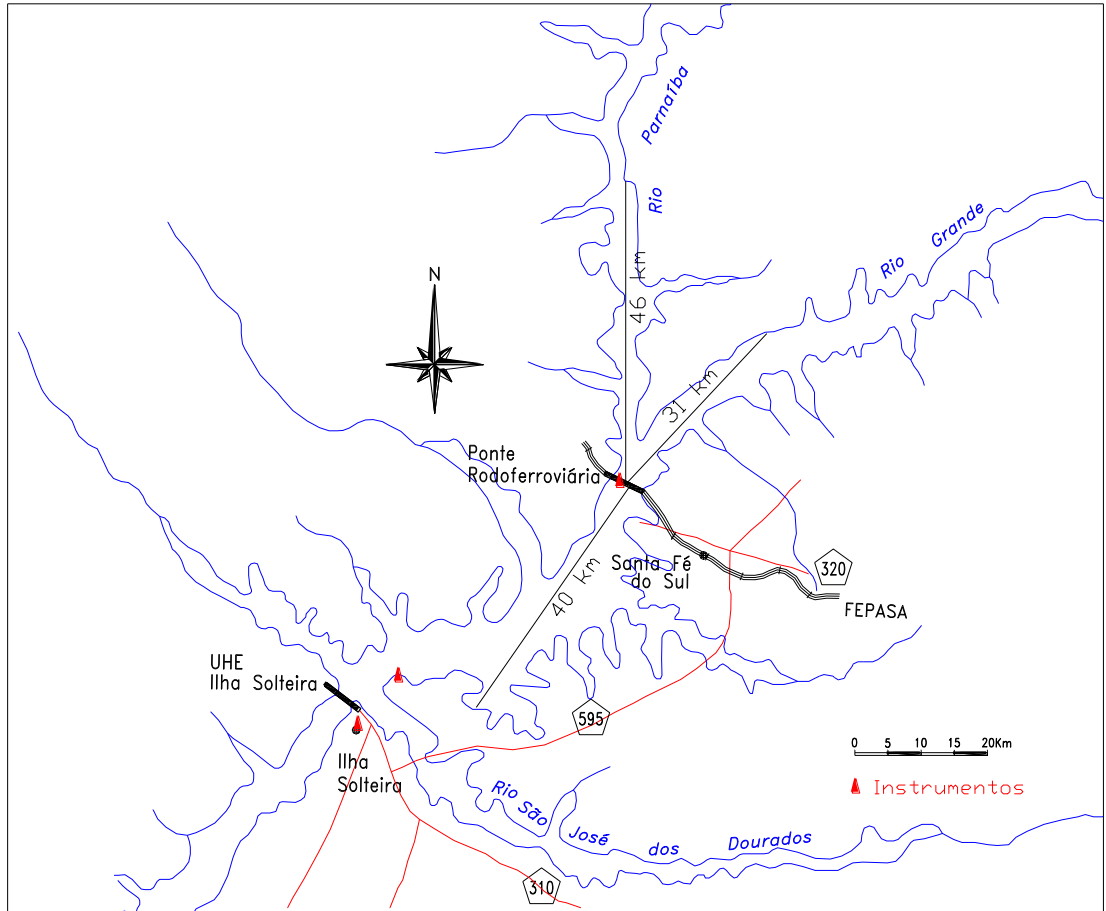 Parnaíba
Rio
Rio Grande
N
46 km
31 km
Ponte
Rodoferroviária
40 km
Santa Fé
do Sul
320
FEPASA
UHE
Ilha Solteira
595
Ilha
Solteira
0 5 10 15 20Km
Instrumentos
Rio São
José dos Dourados
310